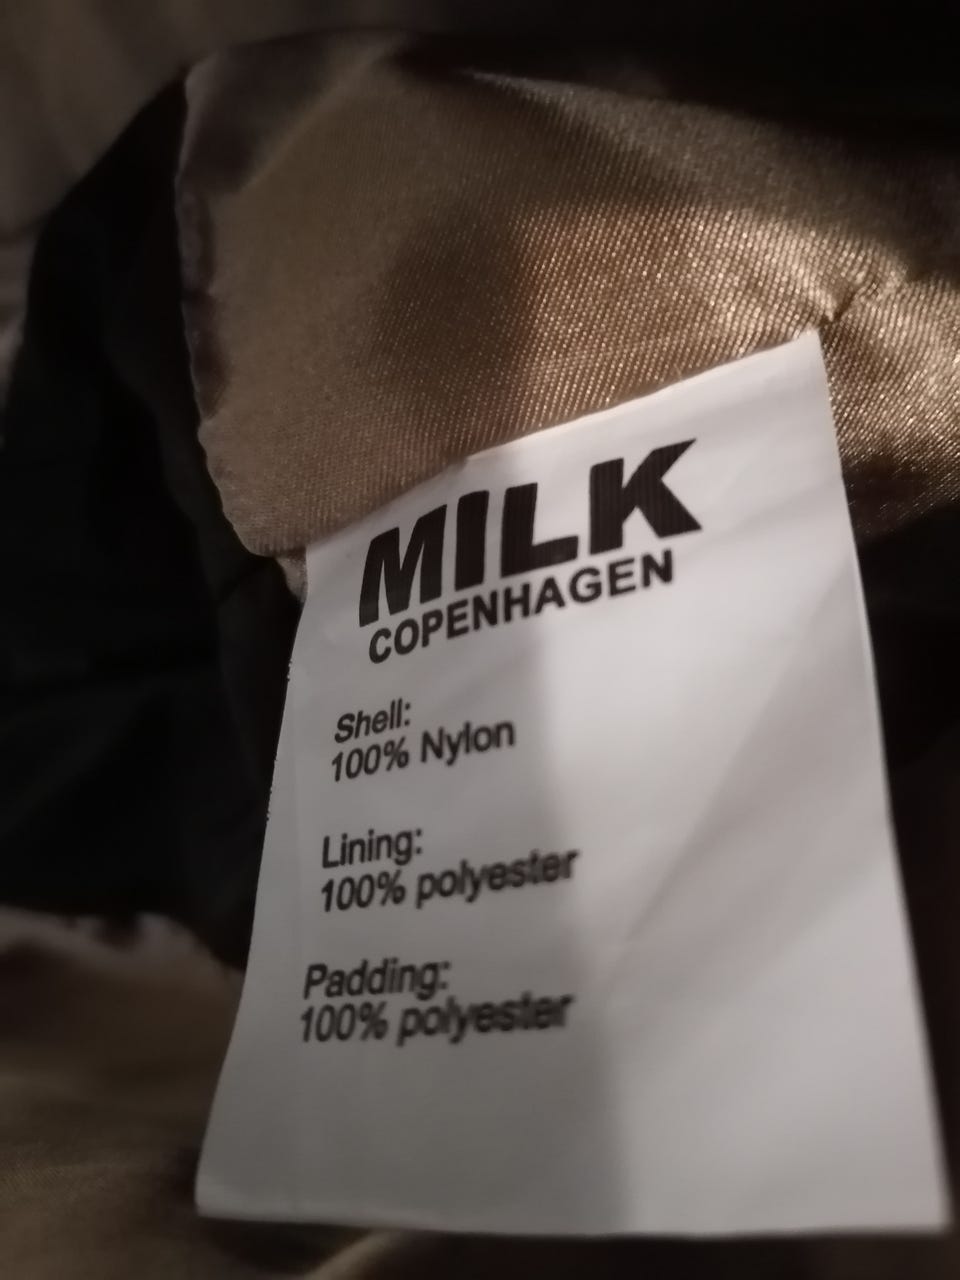 MILK
COPENHAGEN
Shell:
100% Nylon
Lining:
100% polyester
Padding:
100% polyester